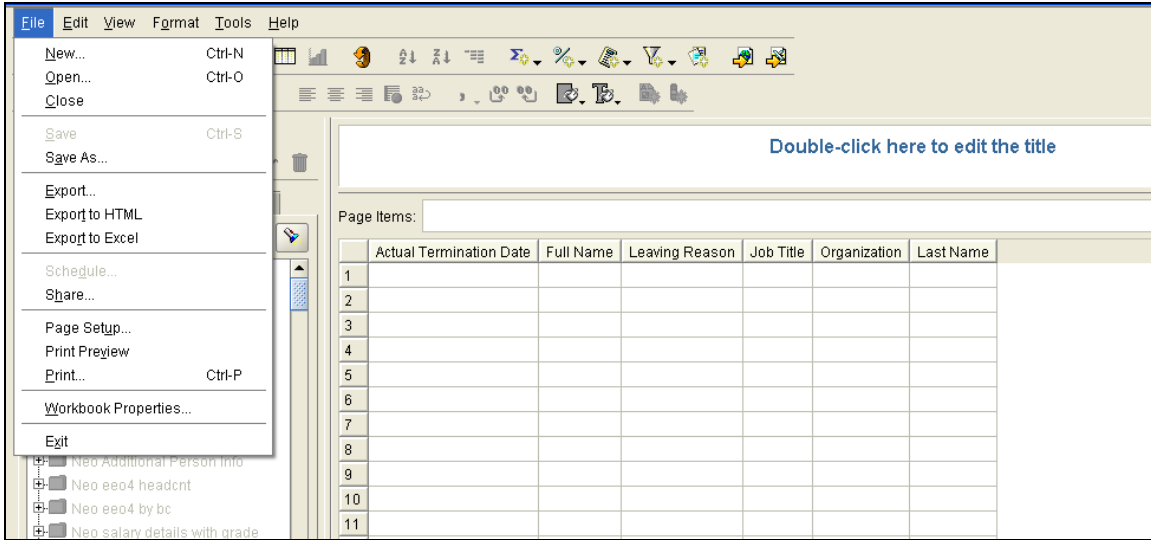 File Edit View Format Tools Help
New... Ctrl-N
Open... Ctrl-O
Close
Save Ctrl-S
Save As...
Export...
Export to HTML
Export to Excel
Schedule...
Share...
Page Setup...
Print Preview
Print... Ctrl-P
Workbook Properties...
Exit
Neo Additional Person Info
Neo eeo4 headcnt
Neo eeo4 by bc
Neo salary details with grade
Double-click here to edit the title
Page Items:
Actual Termination Date Full Name Leaving Reason Job Title Organization Last Name
1
2
3
4
5
6
7
8
9
10
11